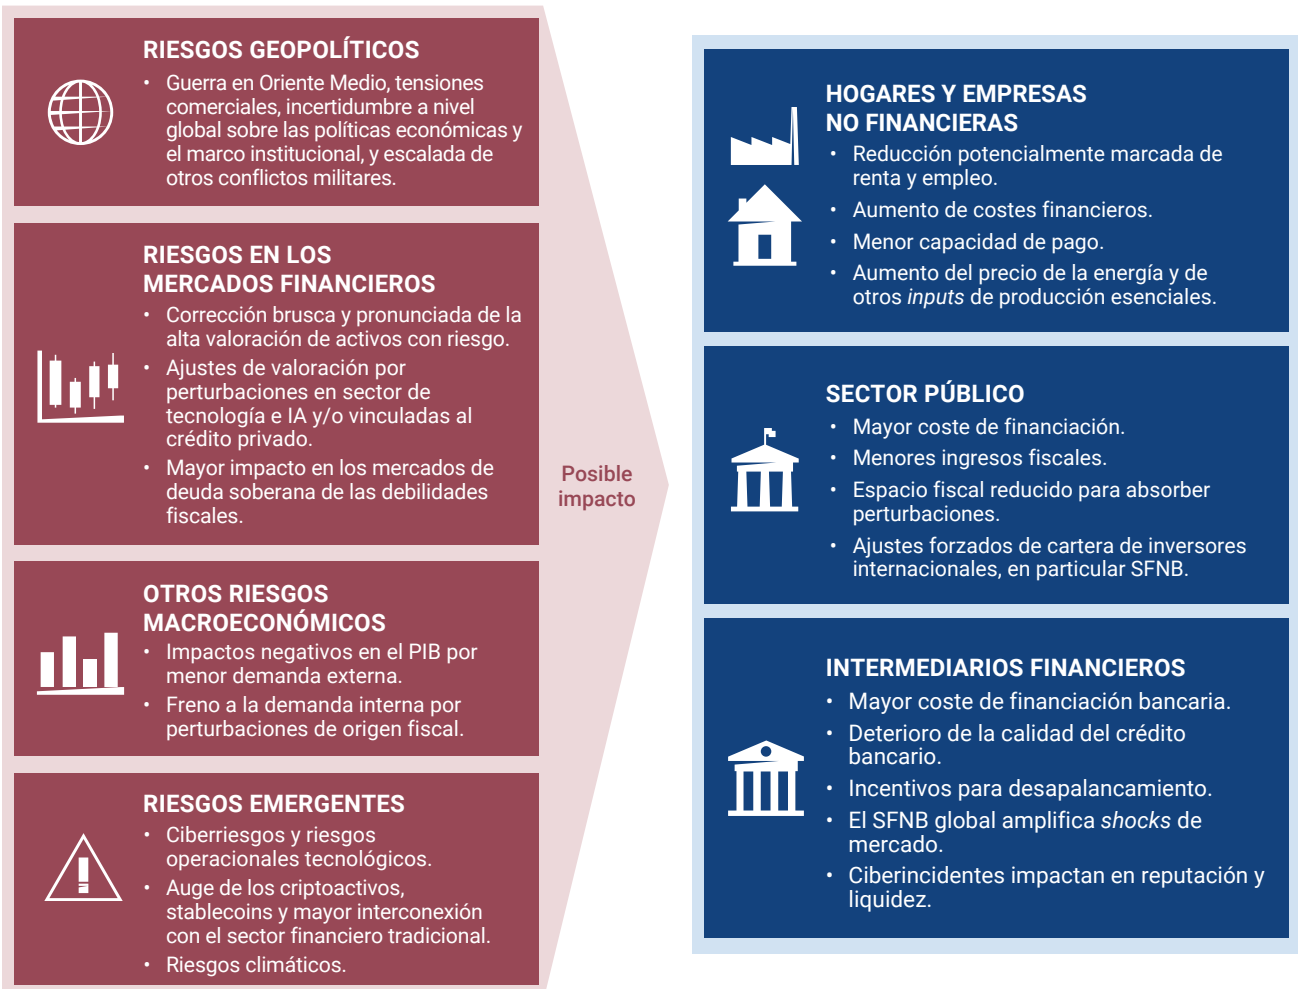 RIESGOS GEOPOLÍTICOS
• Guerra en Oriente Medio, tensiones
comerciales, incertidumbre a nivel
global sobre las políticas económicas y
el marco institucional, y escalada de
otros conflictos militares.
RIESGOS EN LOS
MERCADOS FINANCIEROS
• Corrección brusca y pronunciada de la
alta valoración de activos con riesgo.
• Ajustes de valoración por
perturbaciones en sector de
tecnología e IA y/o vinculadas al
crédito privado.
• Mayor impacto en los mercados de
deuda soberana de las debilidades
fiscales.
OTROS RIESGOS
MACROECONÓMICOS
• Impactos negativos en el PIB por
menor demanda externa.
• Freno a la demanda interna por
perturbaciones de origen fiscal.
RIESGOS EMERGENTES
• Ciberriesgos y riesgos
operacionales tecnológicos.
• Auge de los criptoactivos,
stablecoins y mayor interconexión
con el sector financiero tradicional.
• Riesgos climáticos.
Posible
impacto
HOGARES Y EMPRESAS
NO FINANCIERAS
• Reducción potencialmente marcada de
renta y empleo.
• Aumento de costes financieros.
• Menor capacidad de pago.
• Aumento del precio de la energía y de
otros inputs de producción esenciales.
SECTOR PÚBLICO
• Mayor coste de financiación.
• Menores ingresos fiscales.
• Espacio fiscal reducido para absorber
perturbaciones.
• Ajustes forzados de cartera de inversores
internacionales, en particular SFNB.
INTERMEDIARIOS FINANCIEROS
• Mayor coste de financiación bancaria.
• Deterioro de la calidad del crédito
bancario.
• Incentivos para desapalancamiento.
• El SFNB global amplifica shocks de
mercado.
• Ciberincidentes impactan en reputación y
liquidez.